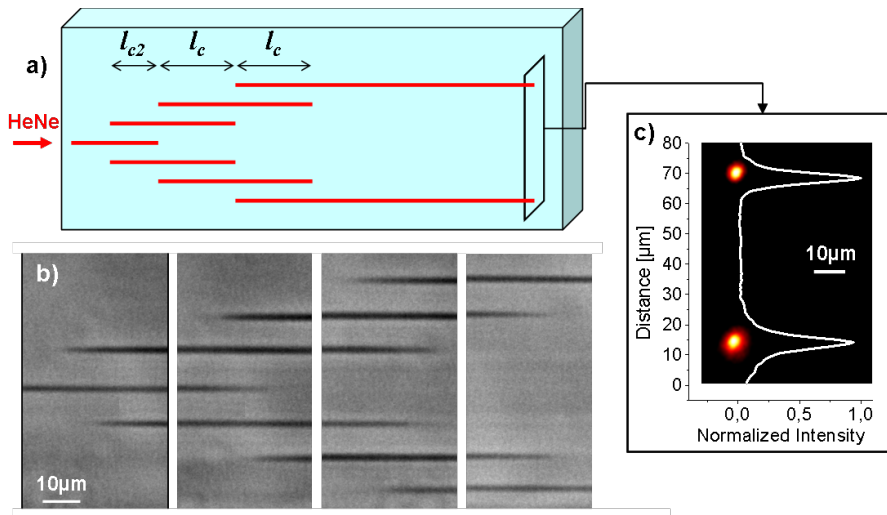 a)
l_c2 l_c l_c
HeNe
b)
10µm
c)
80
70
60
50
40
30
20
10
0
Distance [µm]
10µm
0,0 0,5 1,0
Normalized Intensity